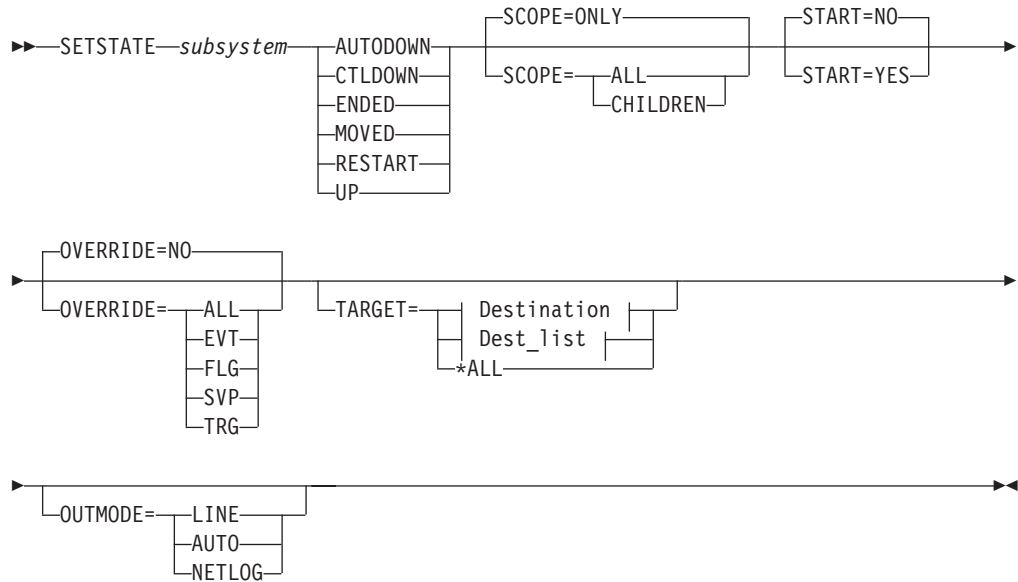 SCOPE=ONLY START=NO
SETSTATE subsystem AUTODOWN
CTLDOWN SCOPE= ALL START=YES
ENDED CHILDREN
MOVED
RESTART
UP
OVERRIDE=NO
OVERRIDE= ALL TARGET= Destination
EVT Dest_list
FLG *ALL
SVP
TRG
OUTMODE= LINE
AUTO
NETLOG